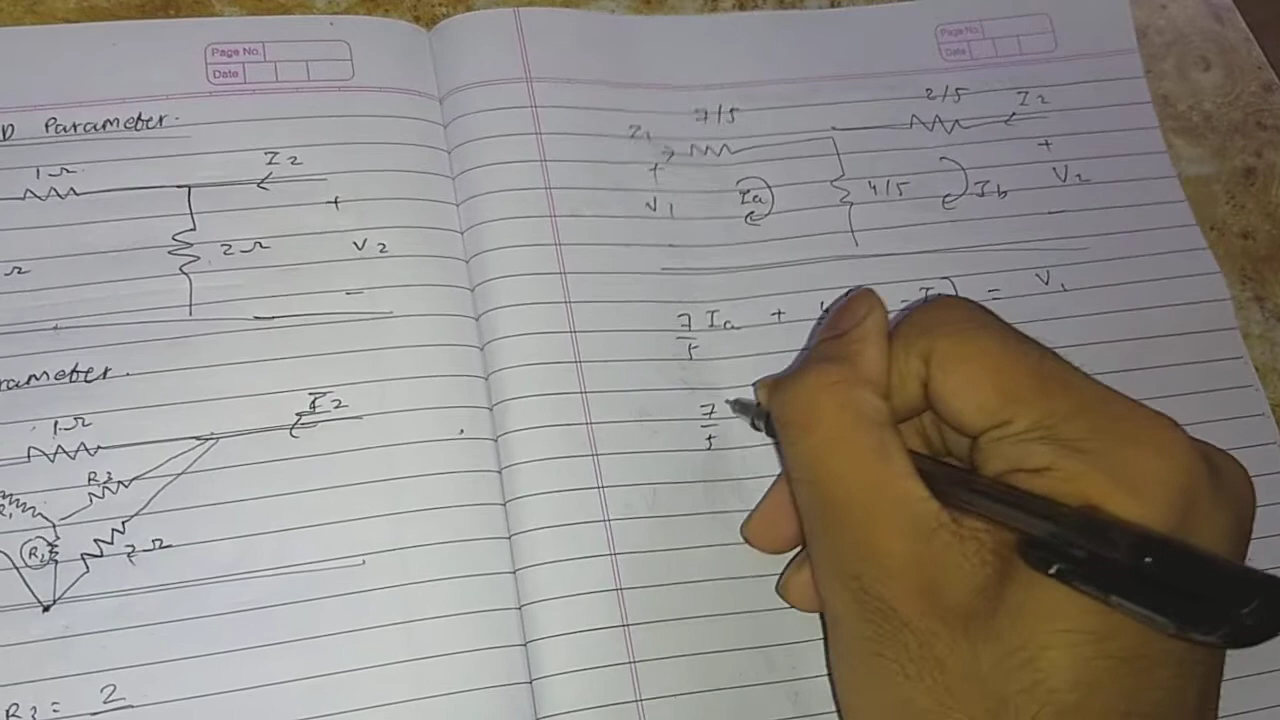 Page No.
Date
D Parameter.
1Ω
I2
+
2Ω
V2
Ω
−
rameter.
1Ω
I2
R3
R1
R2
2Ω
R3 = 2
Page No.
Date
7/5
2/5
I2
I1
+
+
V1
Ia
4/5
Ib
V2
−
7/5 Ia + = V1
7/5